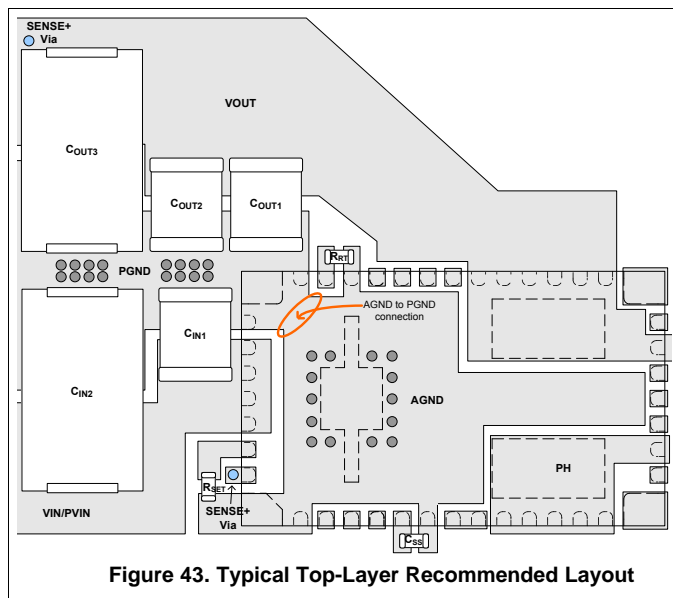 SENSE+
Via
VOUT
COUT3
COUT2
COUT1
PGND
RRT
AGND to PGND
connection
CIN1
CIN2
AGND
PH
RSET
SENSE+
Via
VIN/PVIN
CSS
Figure 43. Typical Top-Layer Recommended Layout